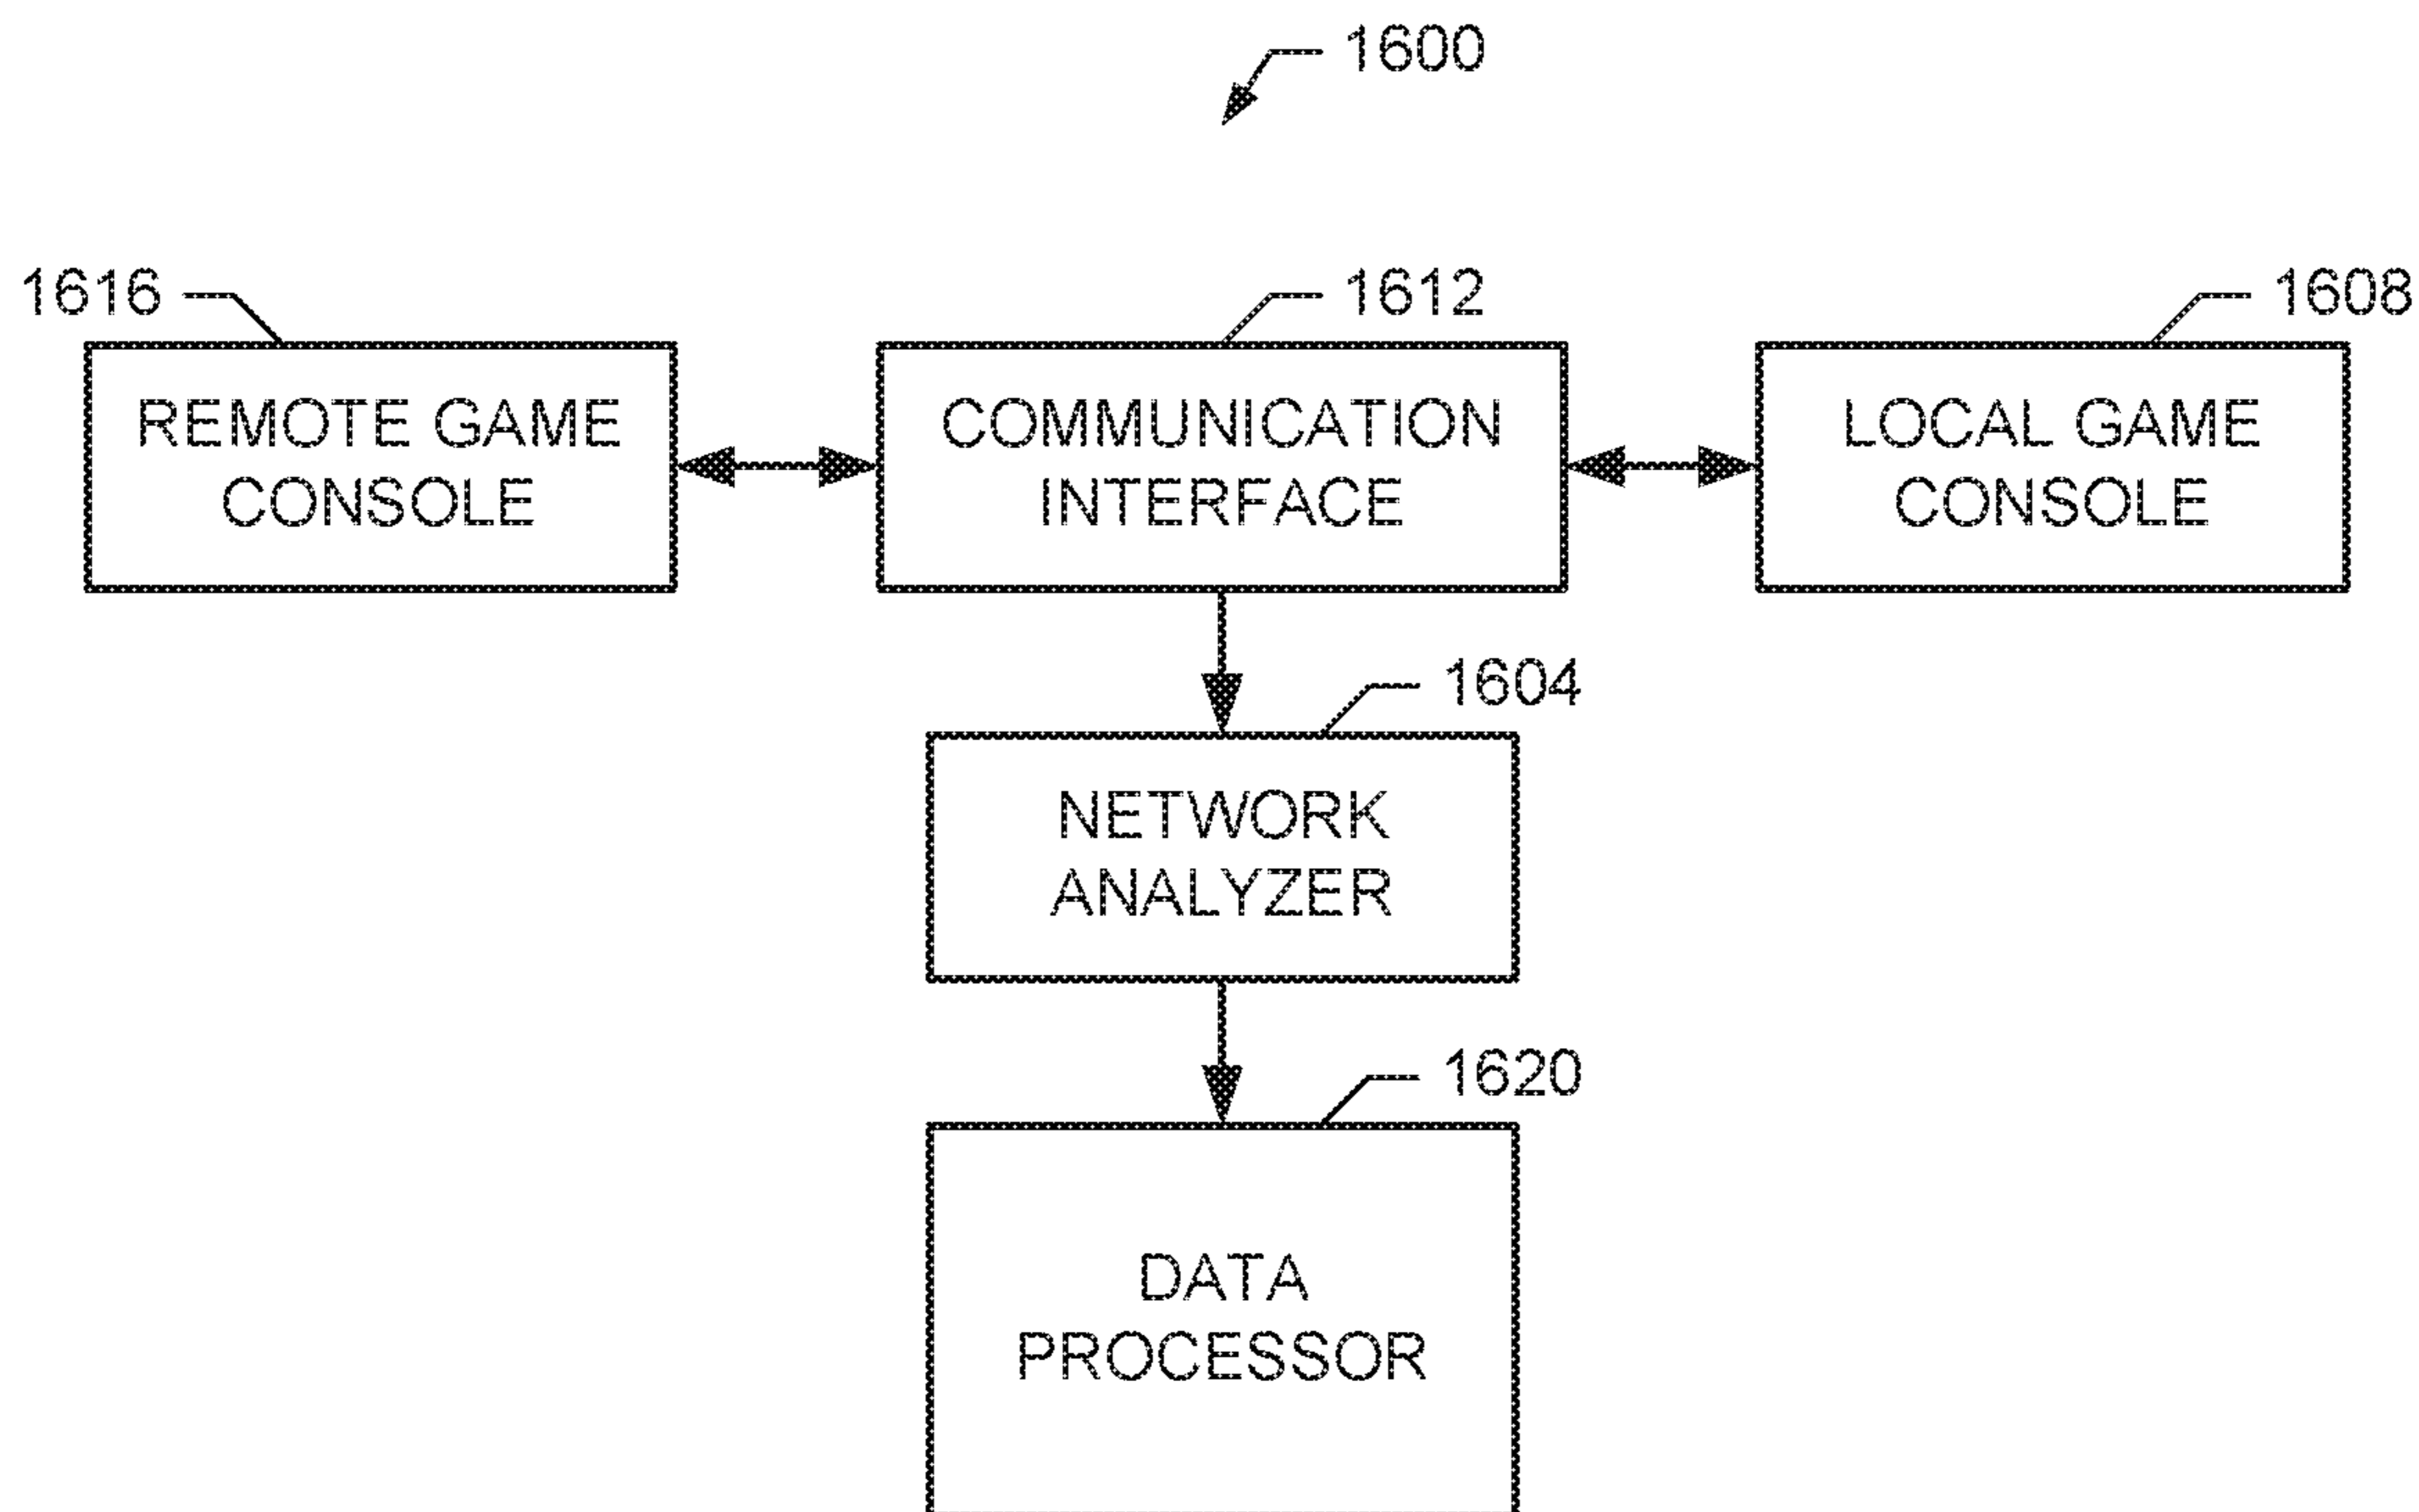 1600
1616
1612
1608
REMOTE GAME
CONSOLE
COMMUNICATION
INTERFACE
LOCAL GAME
CONSOLE
1604
NETWORK
ANALYZER
1620
DATA
PROCESSOR